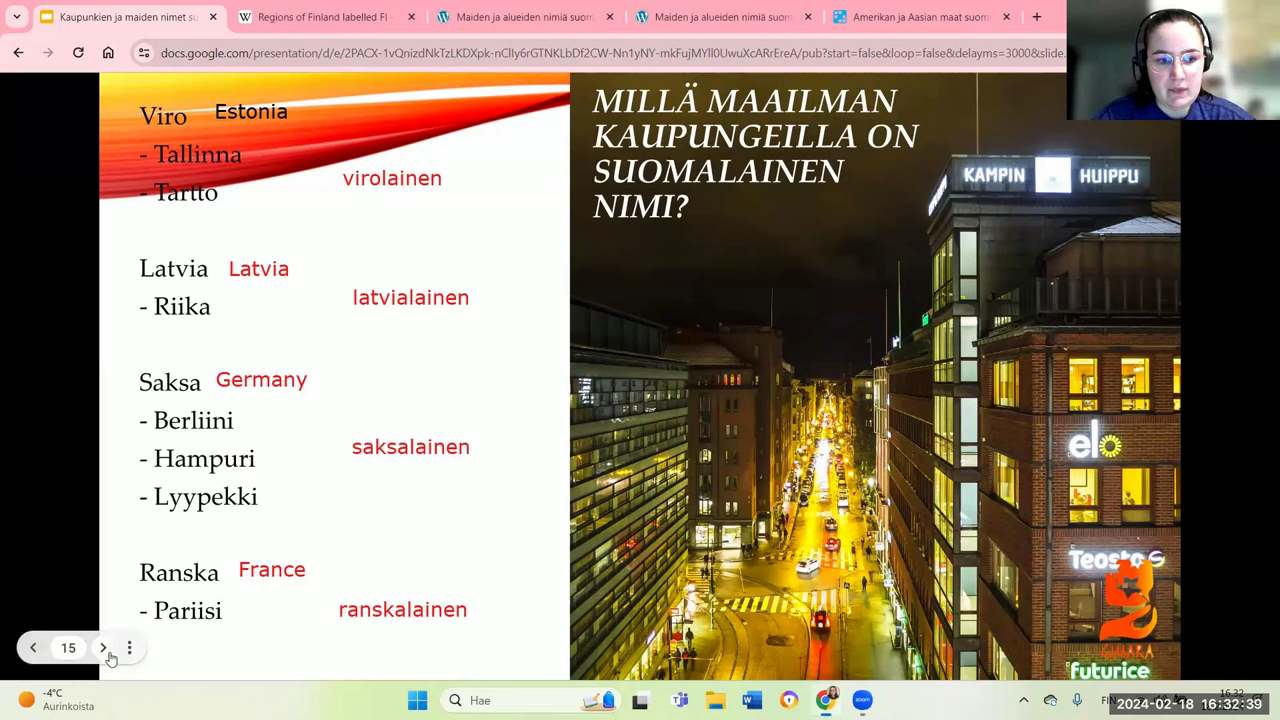 Kaupunkien ja maiden nimet su
Regions of Finland labelled FI -
Maiden ja alueiden nimiä suom
Maiden ja alueiden nimiä suom
Amerikan ja Aasian maat suom
docs.google.com/presentation/d/e/2PACX-1vQnizdNkTzLKDXpk-nClly6rGTNKLbDf2CW-Nn1yNY-mkFujMYll0UwuXcARrEreA/pub?start=false&loop=false&delayms=3000&slide
Viro Estonia
- Tallinna
virolainen
- Tartto
Latvia Latvia
latvialainen
- Riika
Saksa Germany
- Berliini
saksalainen
- Hampuri
- Lyypekki
Ranska France
ranskalainen
- Pariisi
MILLÄ MAAILMAN
KAUPUNGEILLA ON
SUOMALAINEN
NIMI?
KAMPIN HUIPPU
elo
Teosto
futurice
15
-4°C
Aurinkoista
Hae
zoom
FIN
16.32
2024-02-18 16:32:39